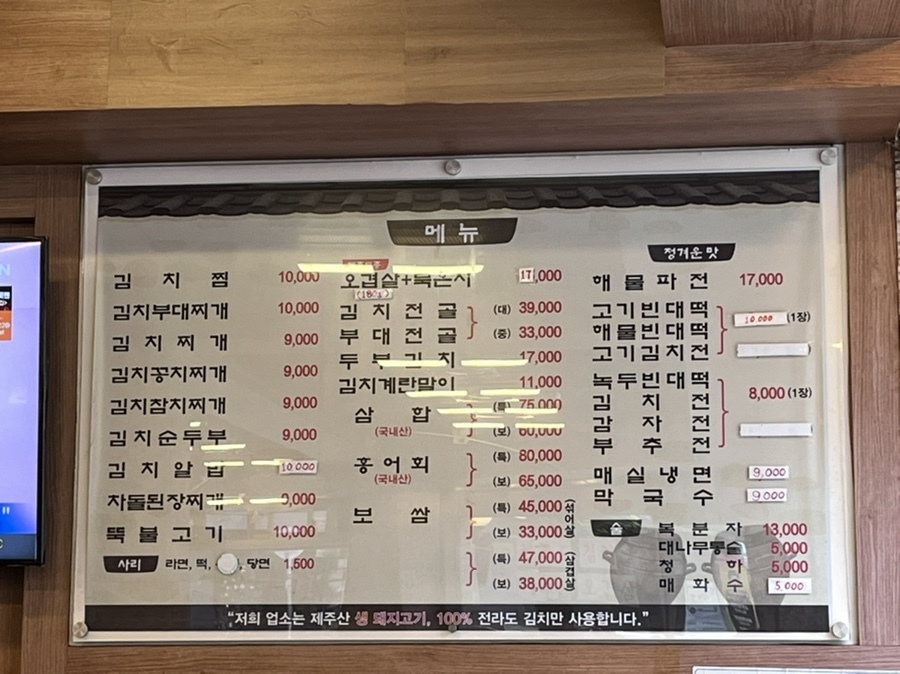 메뉴
김치찜 10,000
김치부대찌개 10,000
김치찌개 9,000
김치꽁치찌개 9,000
김치참치찌개 9,000
김치순두부 9,000
김치알밥 10,000
차돌된장찌개 9,000
뚝불고기 10,000
사리 라면, 떡, 당면 1,500
오겹살+묵은지 17,000
(180g)
김치전골 (대) 39,000
부대전골 (중) 33,000
두부김치 17,000
김치계란말이 11,000
삼합 (특) 75,000
(국내산) (보) 60,000
홍어회 (특) 80,000
(국내산) (보) 65,000
보쌈 (특) 45,000 (섞어살)
(보) 33,000
(특) 47,000 (삼겹살)
(보) 38,000
정겨운 맛
해물파전 17,000
고기빈대떡
해물빈대떡 10,000 (1장)
고기김치전
녹두빈대떡
김치전 8,000 (1장)
감자전
부추전
매실냉면 9,000
막국수 9,000
술 복분자 13,000
대나무통술 5,000
청하 5,000
매화수 5,000
"저희 업소는 제주산 생 돼지고기, 100% 전라도 김치만 사용합니다."